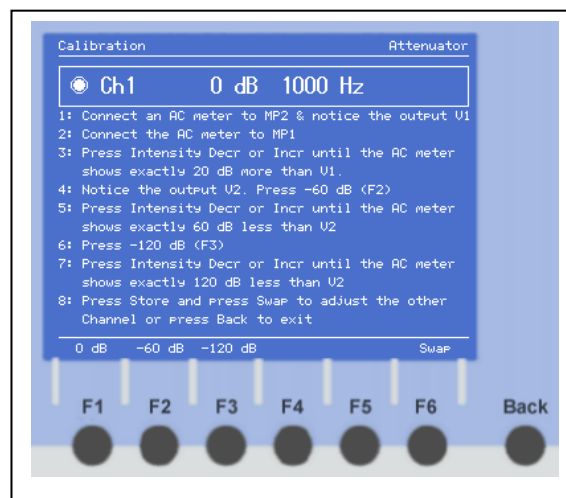 Calibration Attenuator
Ch1 0 dB 1000 Hz
1: Connect an AC meter to MP2 & notice the output V1
2: Connect the AC meter to MP1
3: Press Intensity Decr or Incr until the AC meter
shows exactly 20 dB more than V1.
4: Notice the output V2. Press -60 dB (F2)
5: Press Intensity Decr or Incr until the AC meter
shows exactly 60 dB less than V2
6: Press -120 dB (F3)
7: Press Intensity Decr or Incr until the AC meter
shows exactly 120 dB less than V2
8: Press Store and press Swap to adjust the other
Channel or press Back to exit
0 dB -60 dB -120 dB Swap
F1 F2 F3 F4 F5 F6 Back